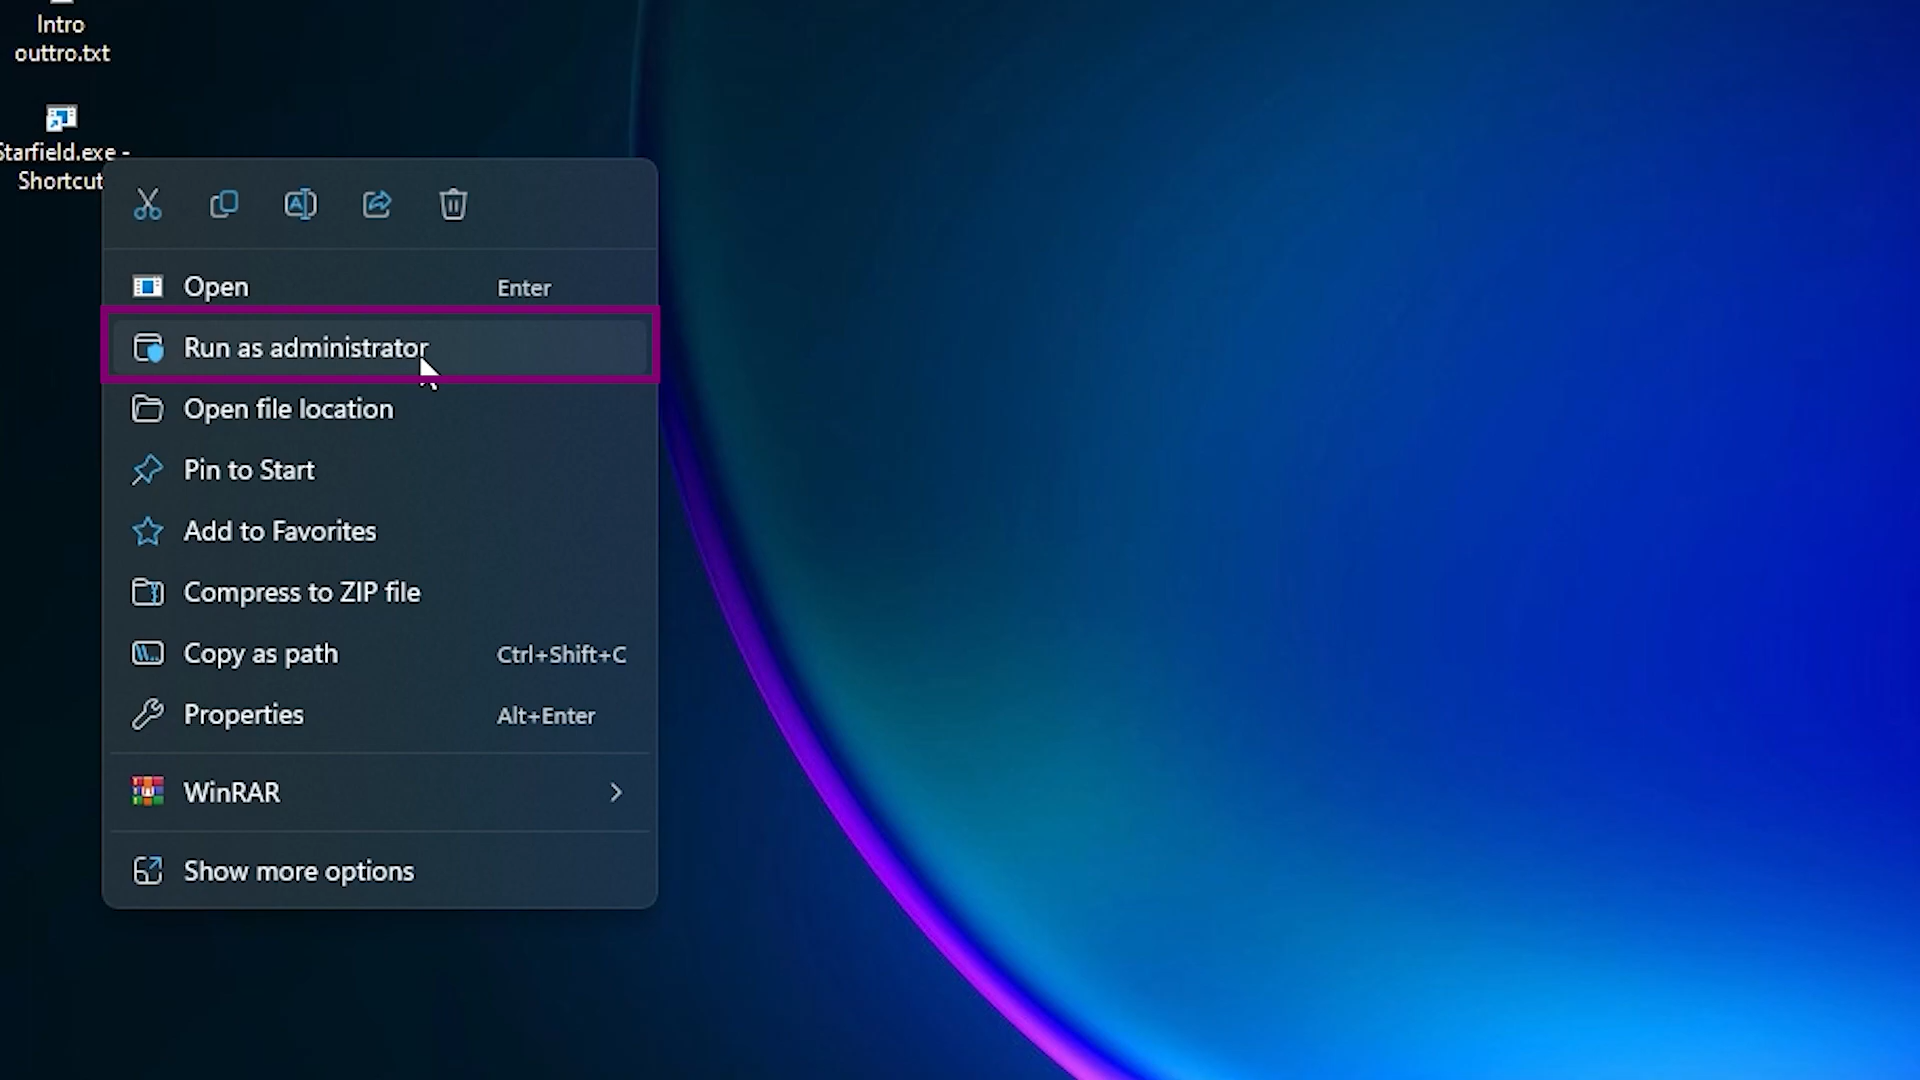 Intro
outtro.txt
Starfield.exe -
Shortcut
Open Enter
Run as administrator
Open file location
Pin to Start
Add to Favorites
Compress to ZIP file
Copy as path Ctrl+Shift+C
Properties Alt+Enter
WinRAR
Show more options